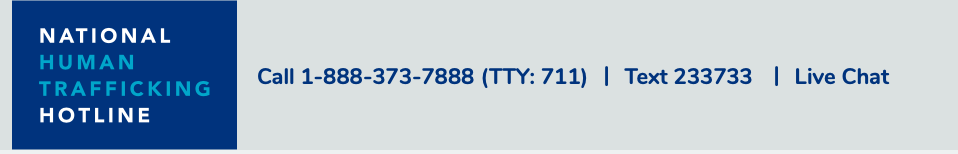 NATIONAL
HUMAN
TRAFFICKING
HOTLINE
Call 1-888-373-7888 (TTY: 711) | Text 233733 | Live Chat